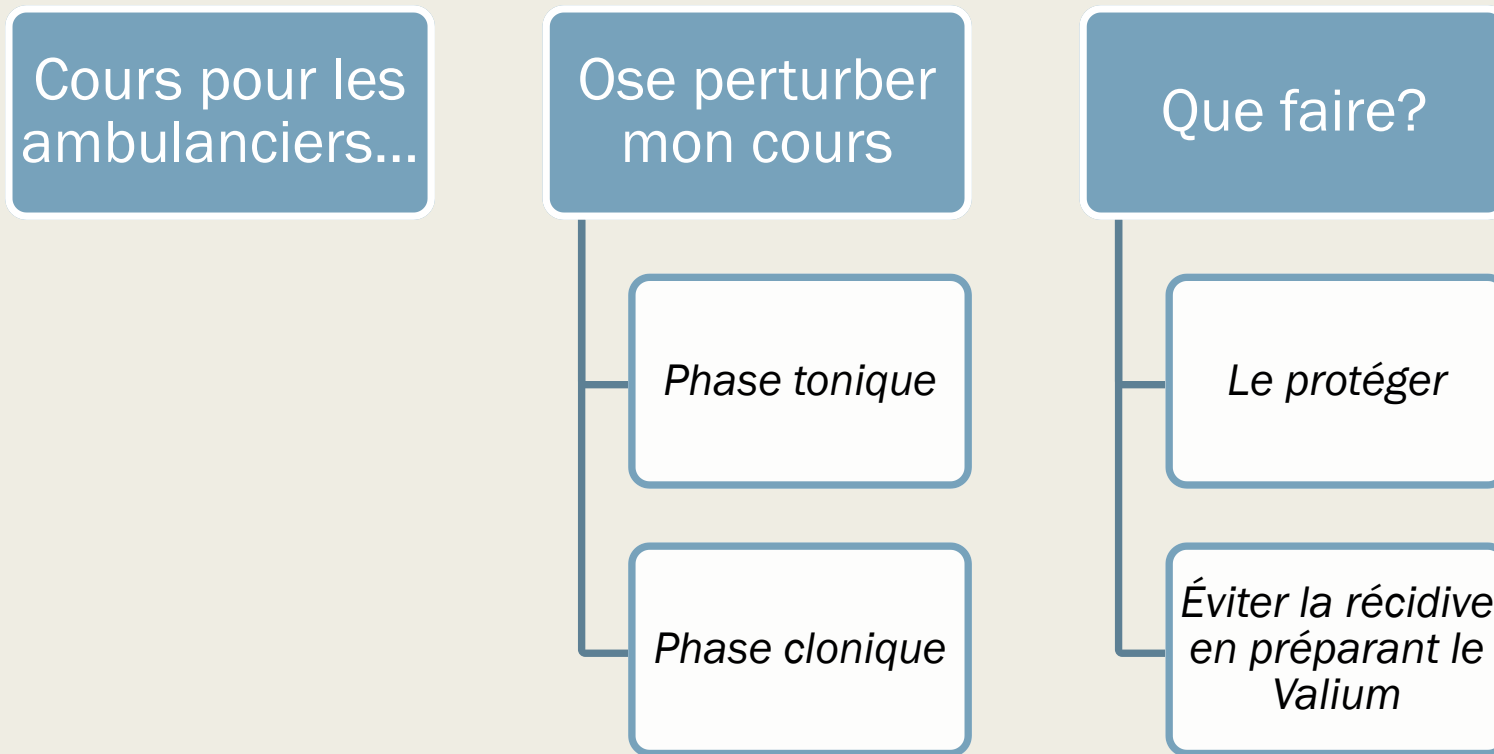 Cours pour les
ambulanciers...
Ose perturber
mon cours
Phase tonique
Phase clonique
Que faire?
Le protéger
Éviter la récidive
en préparant le
Valium